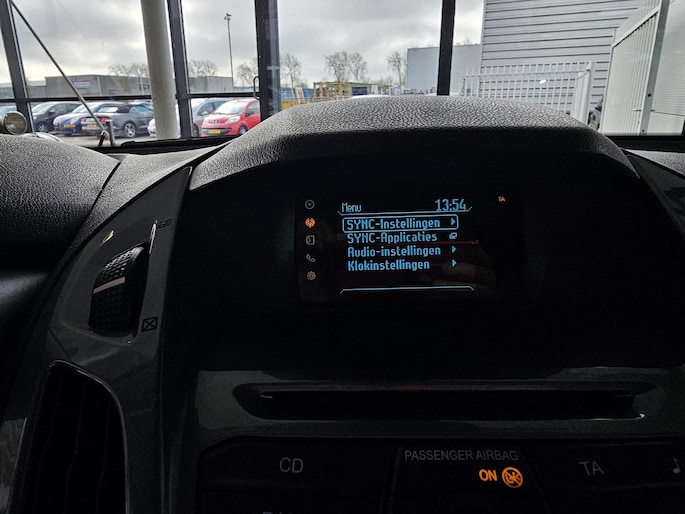 Menu 13:54
TA
SYNC-Instellingen
SYNC-Applicaties
Audio-instellingen
Klokinstellingen
CD
PASSENGER AIRBAG
ON
TA